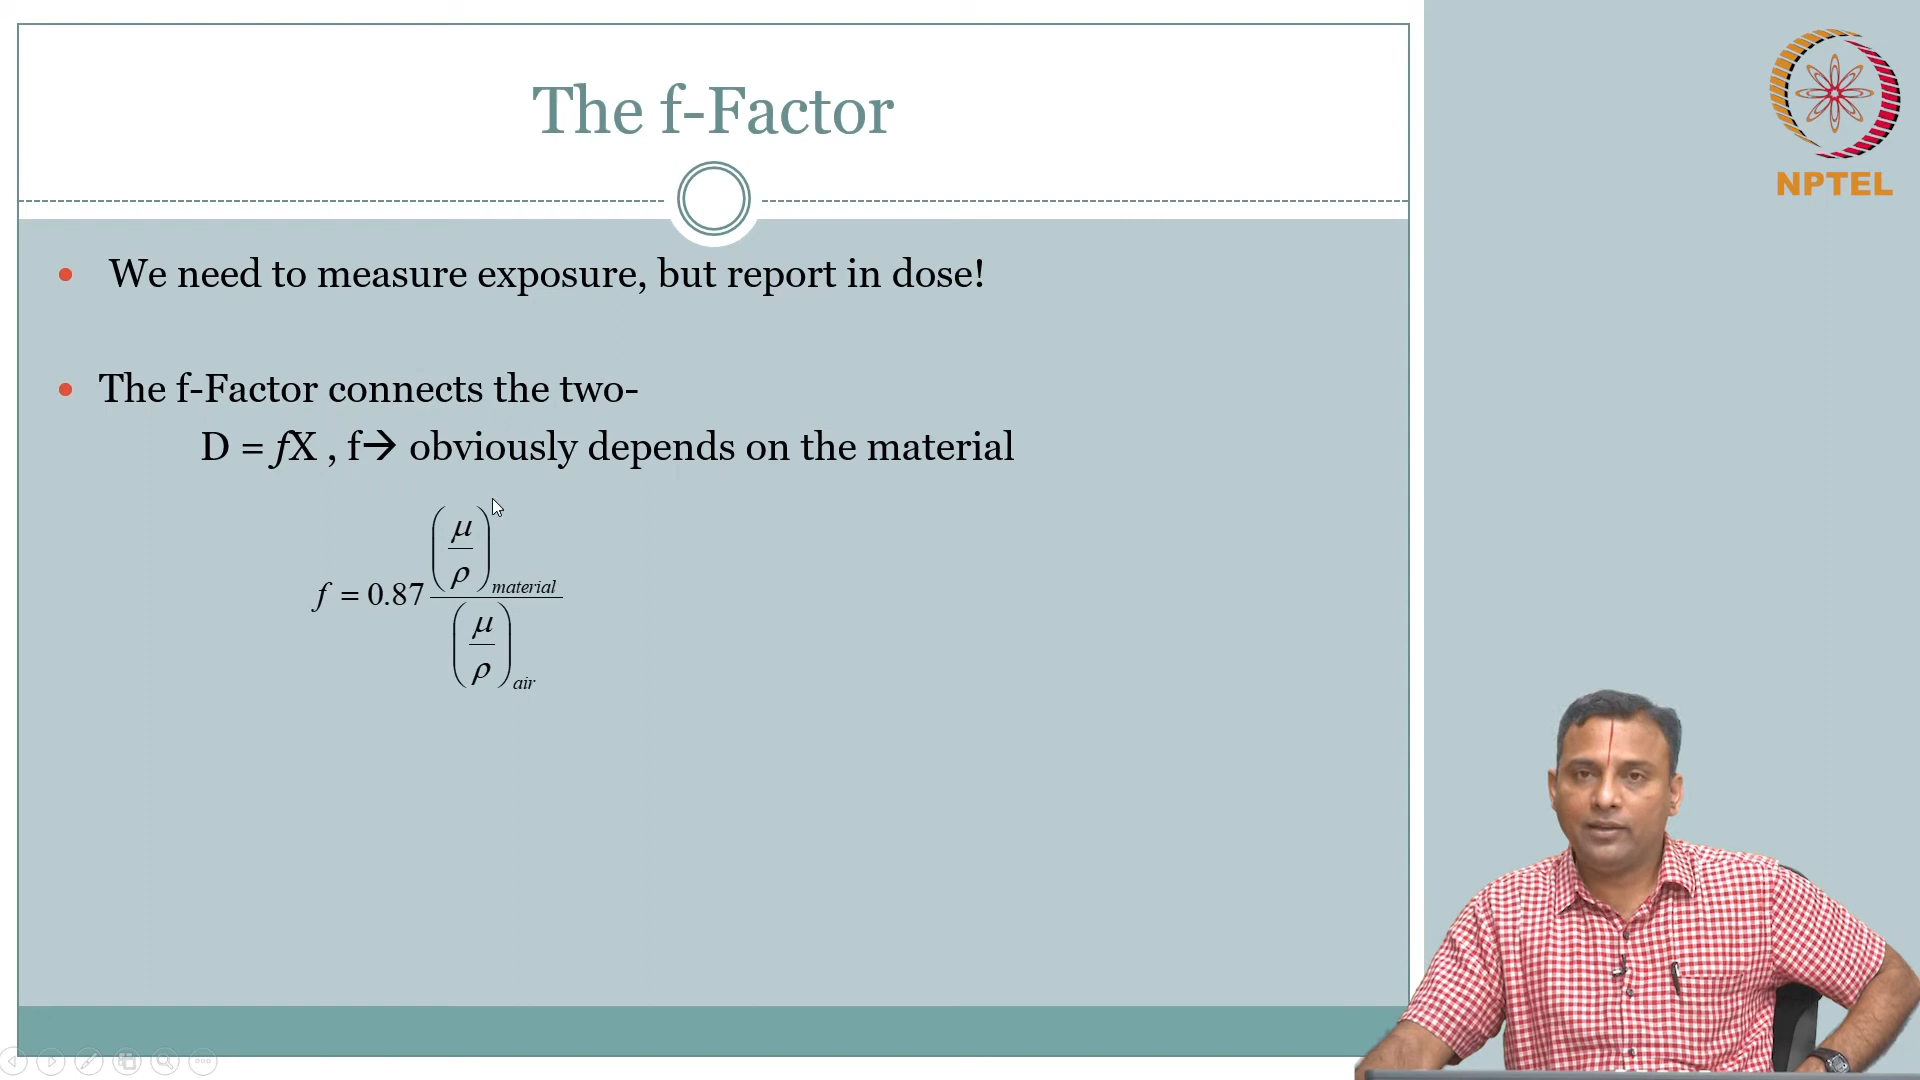 The f-Factor
NPTEL
We need to measure exposure, but report in dose!
The f-Factor connects the two-
D = fX , f→ obviously depends on the material
f = 0.87 (μ/ρ)material / (μ/ρ)air